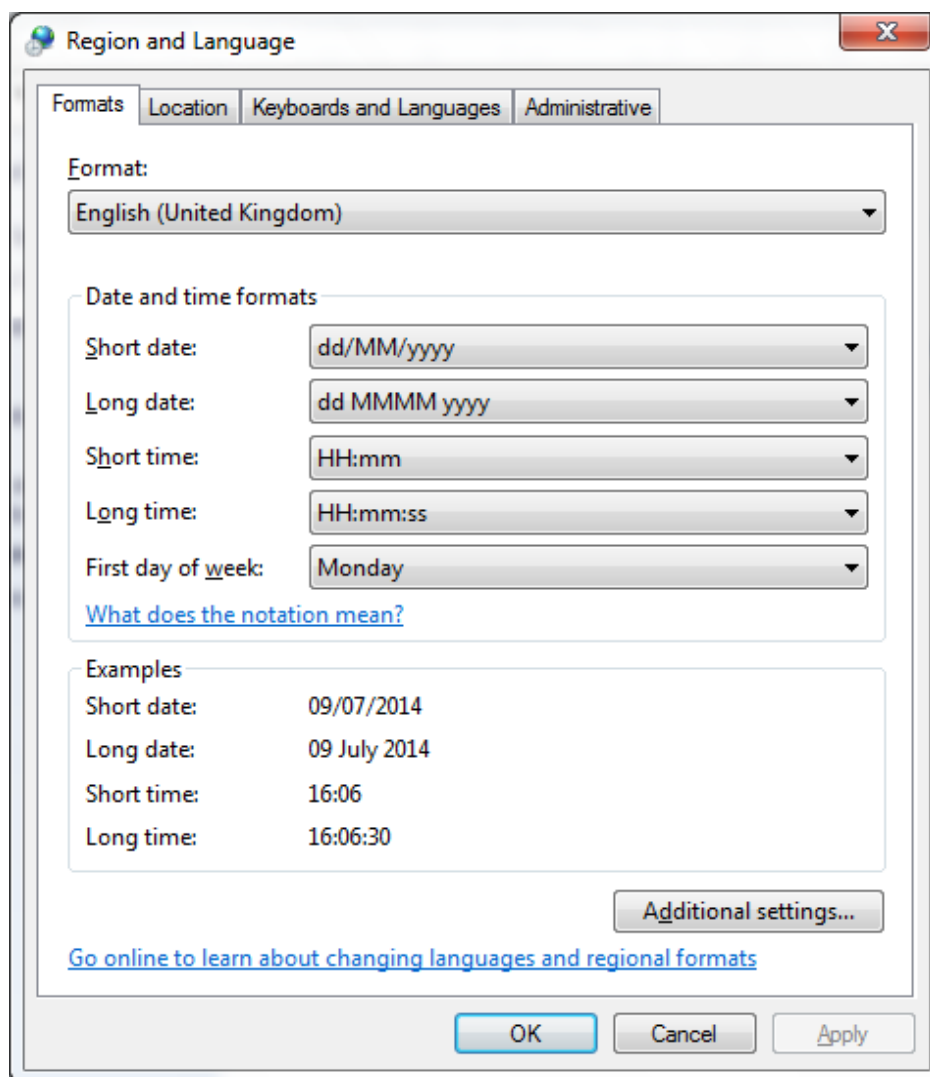 Region and Language
Formats Location Keyboards and Languages Administrative
Format:
English (United Kingdom)
Date and time formats
Short date: dd/MM/yyyy
Long date: dd MMMM yyyy
Short time: HH:mm
Long time: HH:mm:ss
First day of week: Monday
What does the notation mean?
Examples
Short date: 09/07/2014
Long date: 09 July 2014
Short time: 16:06
Long time: 16:06:30
Additional settings...
Go online to learn about changing languages and regional formats
OK Cancel Apply